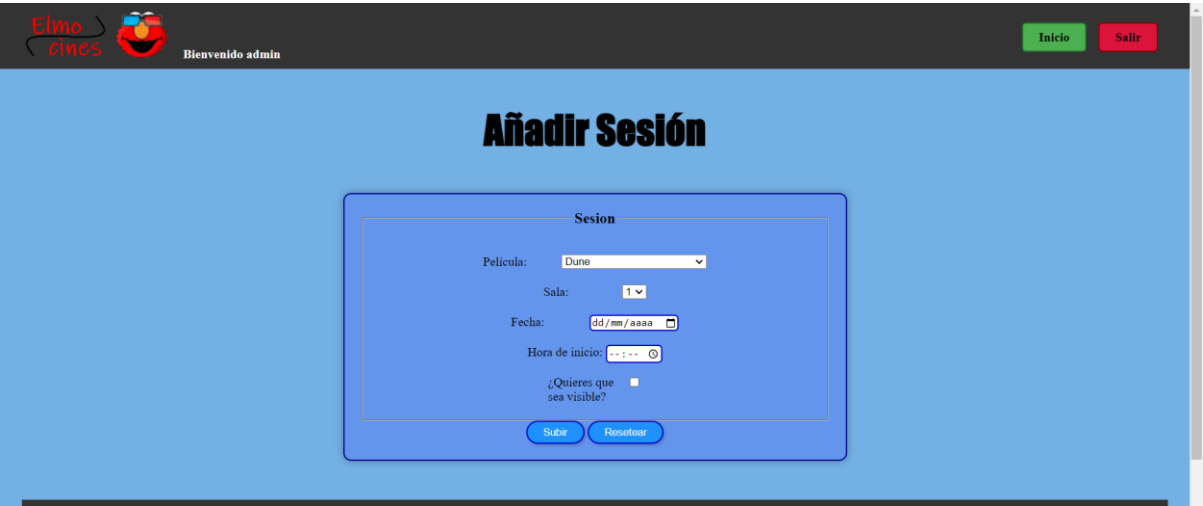 Elmo
cines
Bienvenido admin
Inicio
Salir
Añadir Sesión
Sesion
Película:
Dune
Sala:
1
Fecha:
dd/mm/aaaa
Hora de inicio:
--:--
¿Quieres que
sea visible?
Subir
Resetear